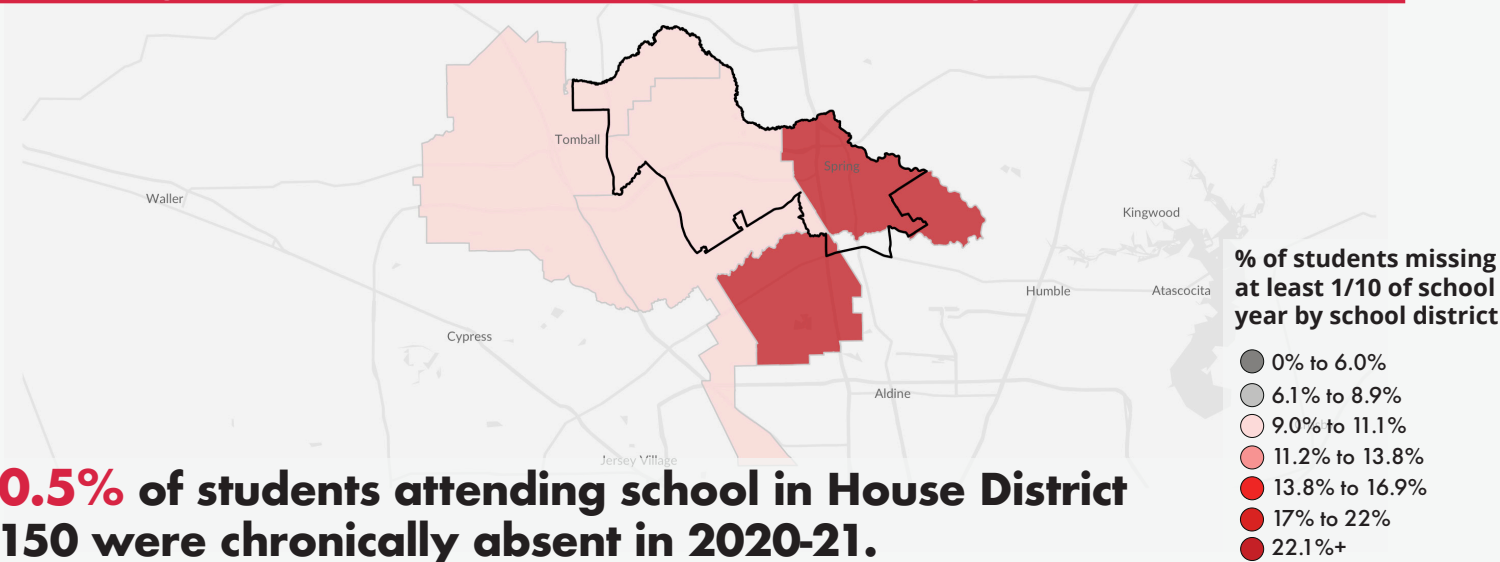 Tomball
Spring
Waller
Kingwood
Humble
Atascocita
Cypress
Aldine
Jersey Village
% of students missing
at least 1/10 of school
year by school district
0% to 6.0%
6.1% to 8.9%
9.0% to 11.1%
11.2% to 13.8%
13.8% to 16.9%
17% to 22%
22.1%+
0.5% of students attending school in House District
150 were chronically absent in 2020-21.